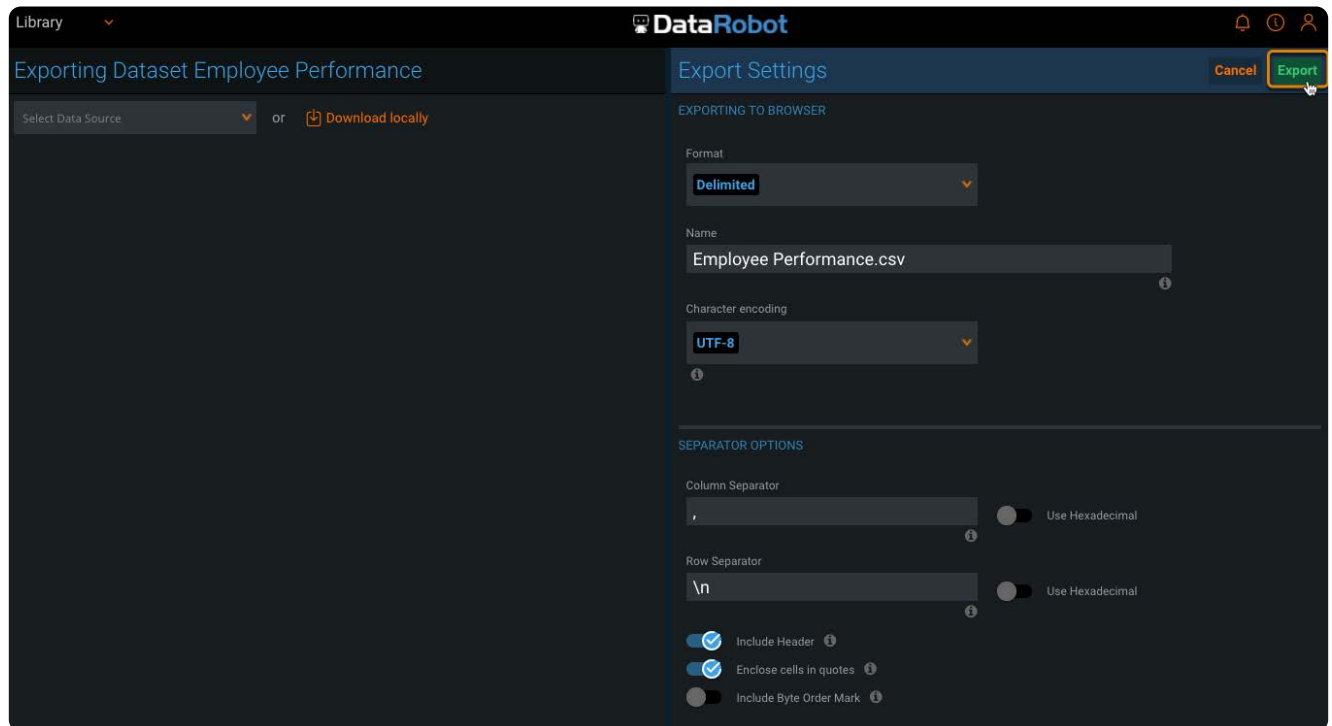 Library
DataRobot
Exporting Dataset Employee Performance
Select Data Source or Download locally
Export Settings
Cancel Export
EXPORTING TO BROWSER
Format
Delimited
Name
Employee Performance.csv
Character encoding
UTF-8
SEPARATOR OPTIONS
Column Separator
, Use Hexadecimal
Row Separator
\n Use Hexadecimal
Include Header
Enclose cells in quotes
Include Byte Order Mark